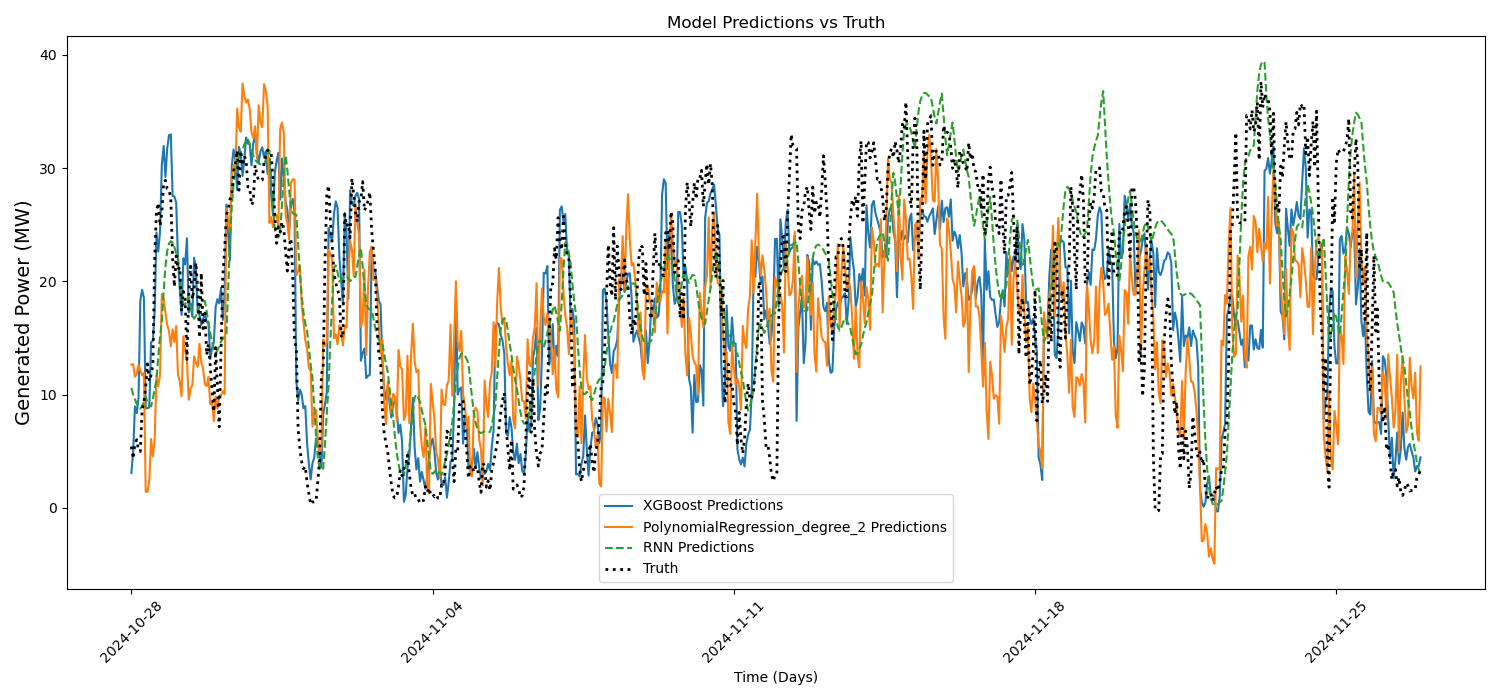 Model Predictions vs Truth
Generated Power (MW)
40
30
20
10
0
XGBoost Predictions
PolynomialRegression_degree_2 Predictions
RNN Predictions
Truth
2024-10-28
2024-11-04
2024-11-11
2024-11-18
2024-11-25
Time (Days)